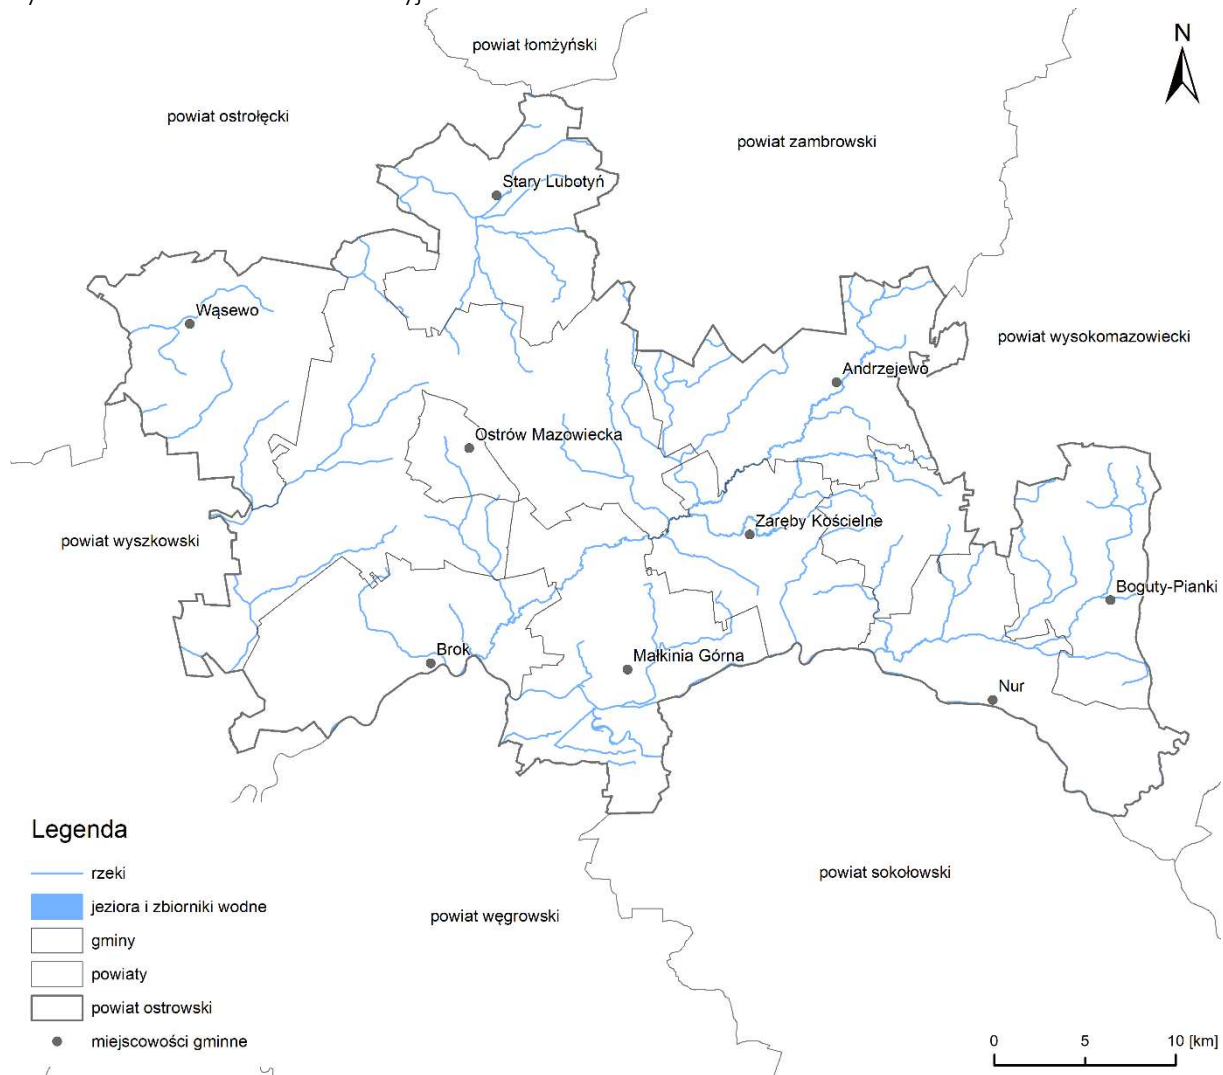 powiat łomżyński
N
powiat ostrołęcki
powiat zambrowski
Stary Lubotyń
Wąsewo
powiat wysokomazowiecki
Andrzejewo
Ostrów Mazowiecka
Zaręby Kościelne
powiat wyszkowski
Boguty-Pianki
Brok
Małkinia Górna
Nur
Legenda
rzeki
jeziora i zbiorniki wodne
gminy
powiaty
powiat ostrowski
miejscowości gminne
powiat sokołowski
powiat węgrowski
0 5 10 [km]